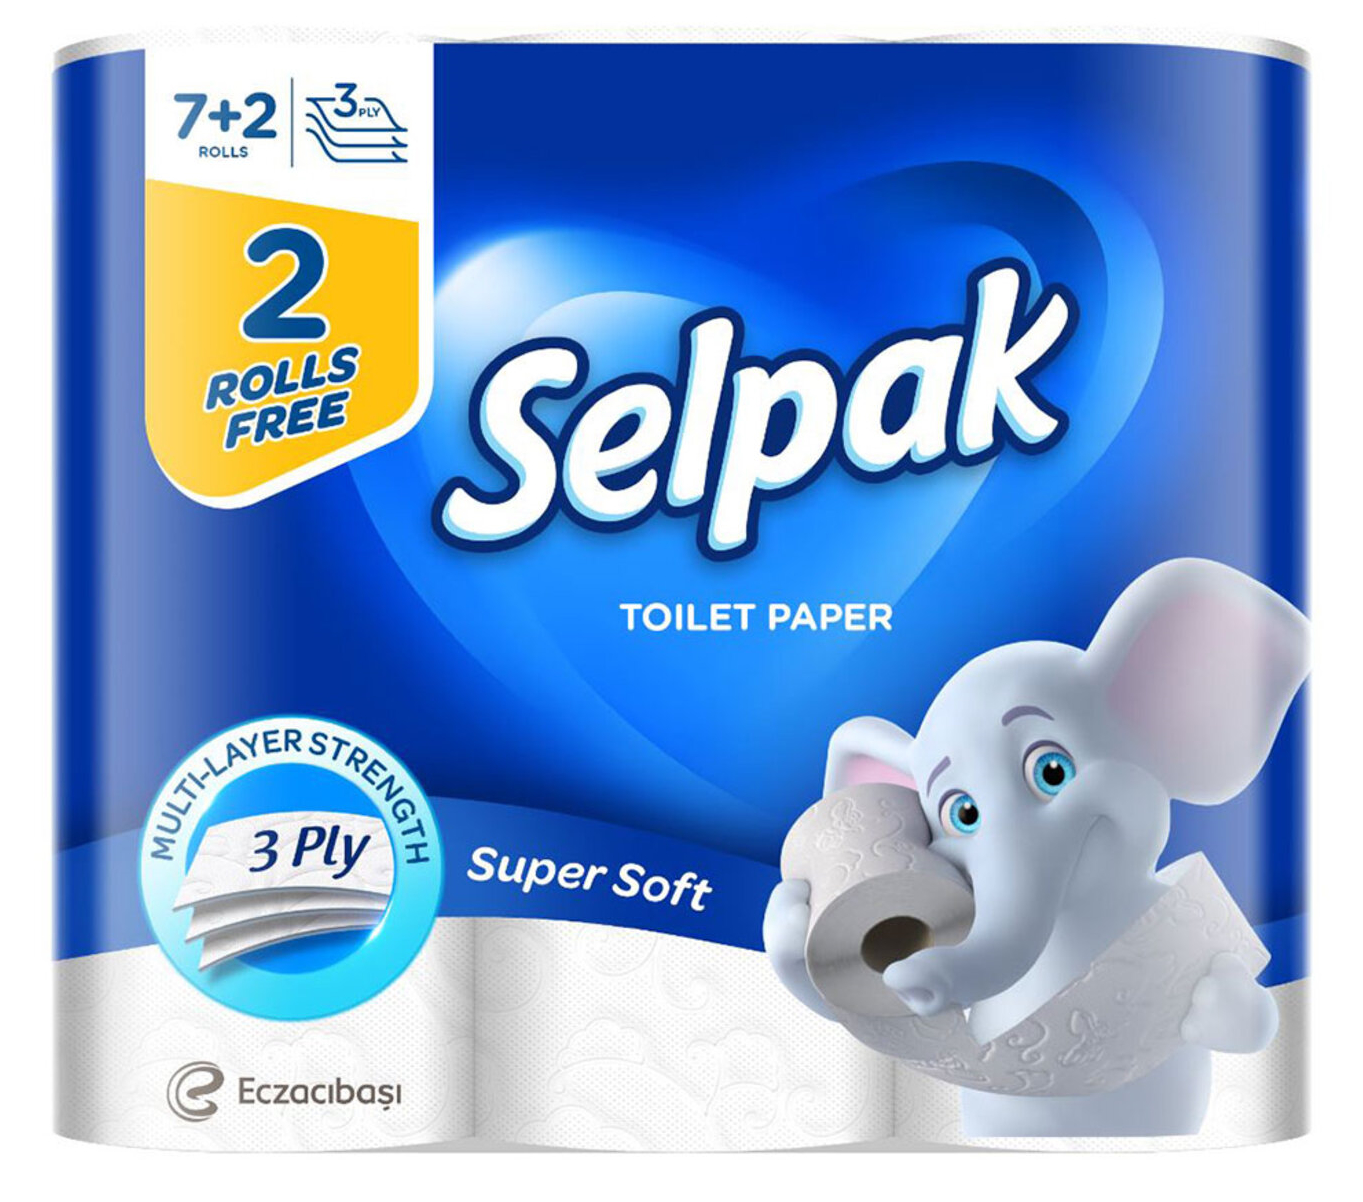 7+2
ROLLS
3
PLY
2
ROLLS
FREE
Selpak
TOILET PAPER
MULTI-LAYER STRENGTH
3 Ply
Super Soft
Eczacıbaşı